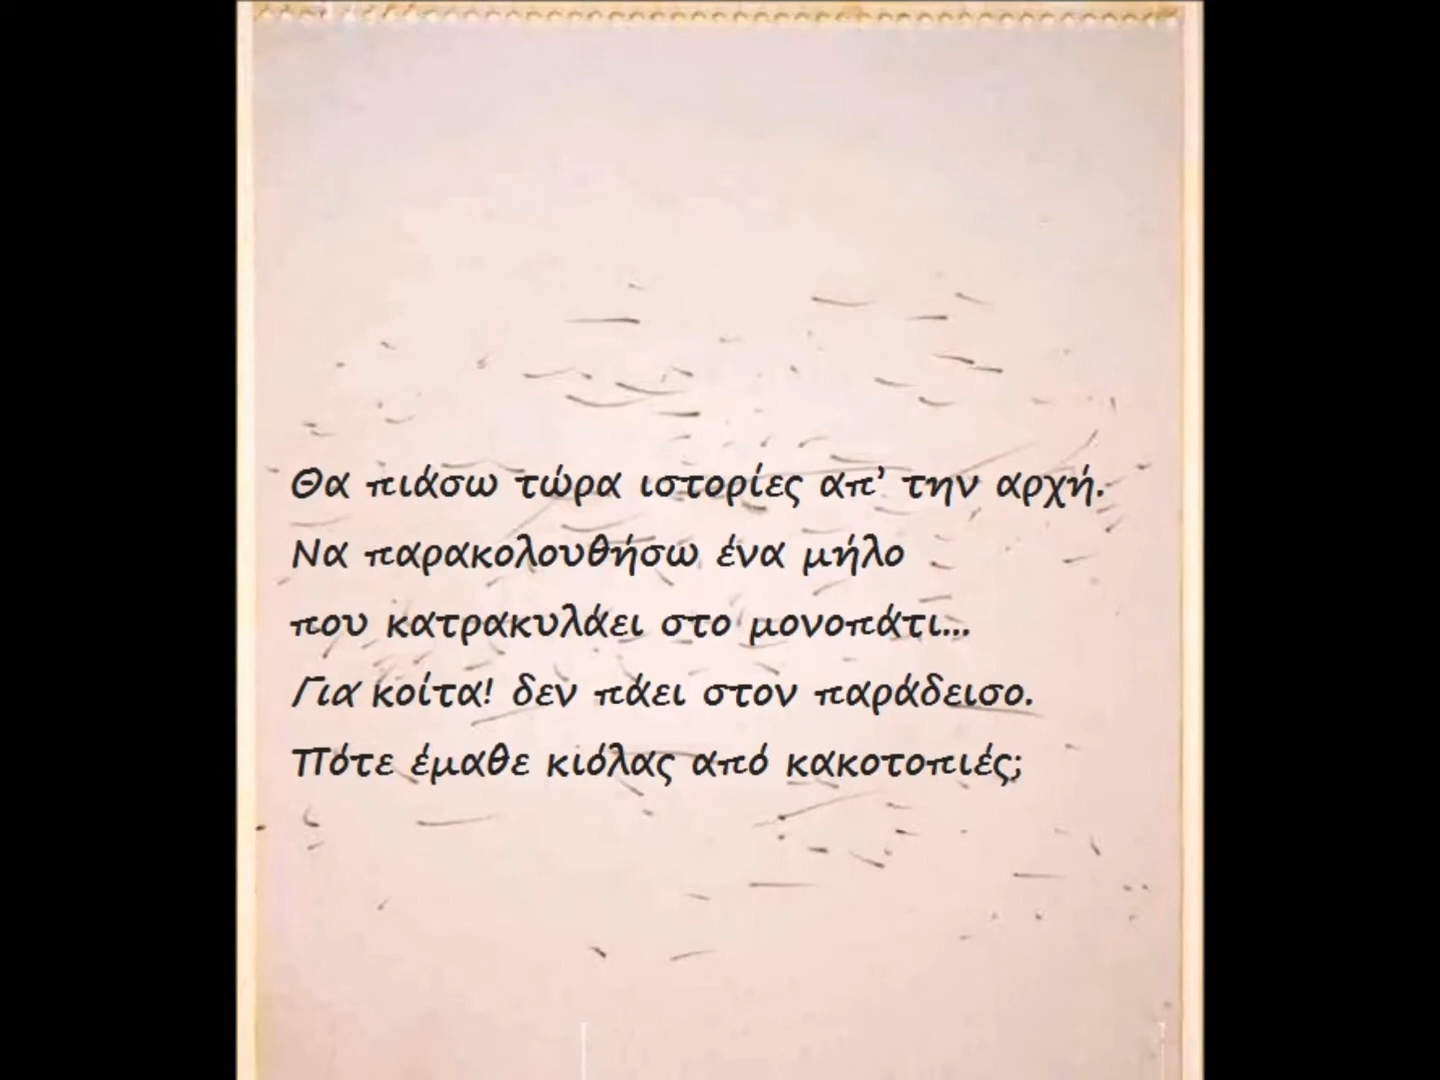 Θα πιάσω τώρα ιστορίες απ’ την αρχή.
Να παρακολουθήσω ένα μήλο
που κατρακυλάει στο μονοπάτι...
Για κοίτα! δεν πάει στον παράδεισο.
Πότε έμαθε κιόλας από κακοτοπιές;